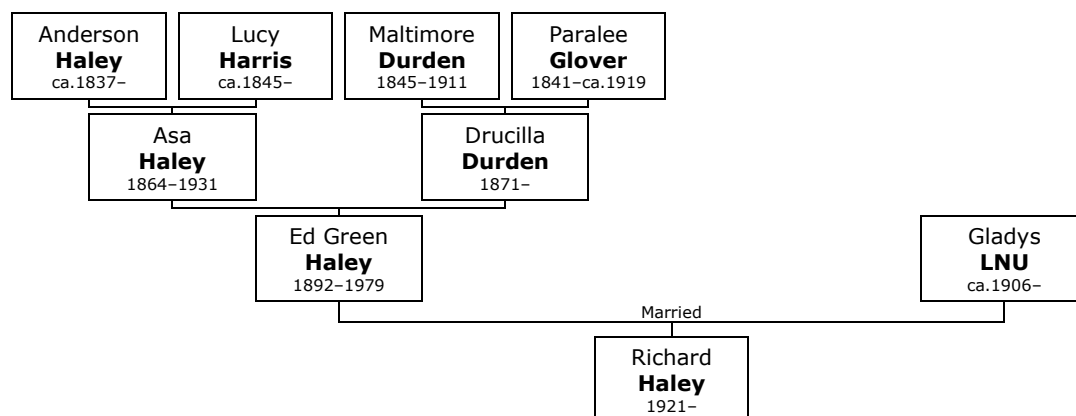 Anderson
Haley
ca.1837–
Lucy
Harris
ca.1845–
Maltimore
Durden
1845–1911
Paralee
Glover
1841–ca.1919
Asa
Haley
1864–1931
Drucilla
Durden
1871–
Ed Green
Haley
1892–1979
Gladys
LNU
ca.1906–
Married
Richard
Haley
1921–